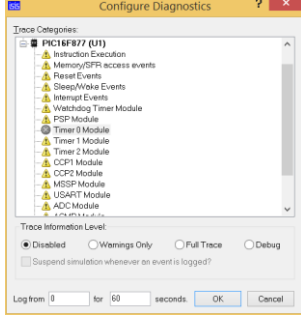 isis
Configure Diagnostics
?
Trace Categories:
PIC16F877 (U1)
Instruction Execution
Memory/SFR access events
Reset Events
Sleep/Wake Events
Interrupt Events
Watchdog Timer Module
PSP Module
Timer 0 Module
Timer 1 Module
Timer 2 Module
CCP1 Module
CCP2 Module
MSSP Module
USART Module
ADC Module
Trace Information Level:
Disabled Warnings Only Full Trace Debug
Suspend simulation whenever an event is logged?
Log from 0 for 60 seconds. OK Cancel